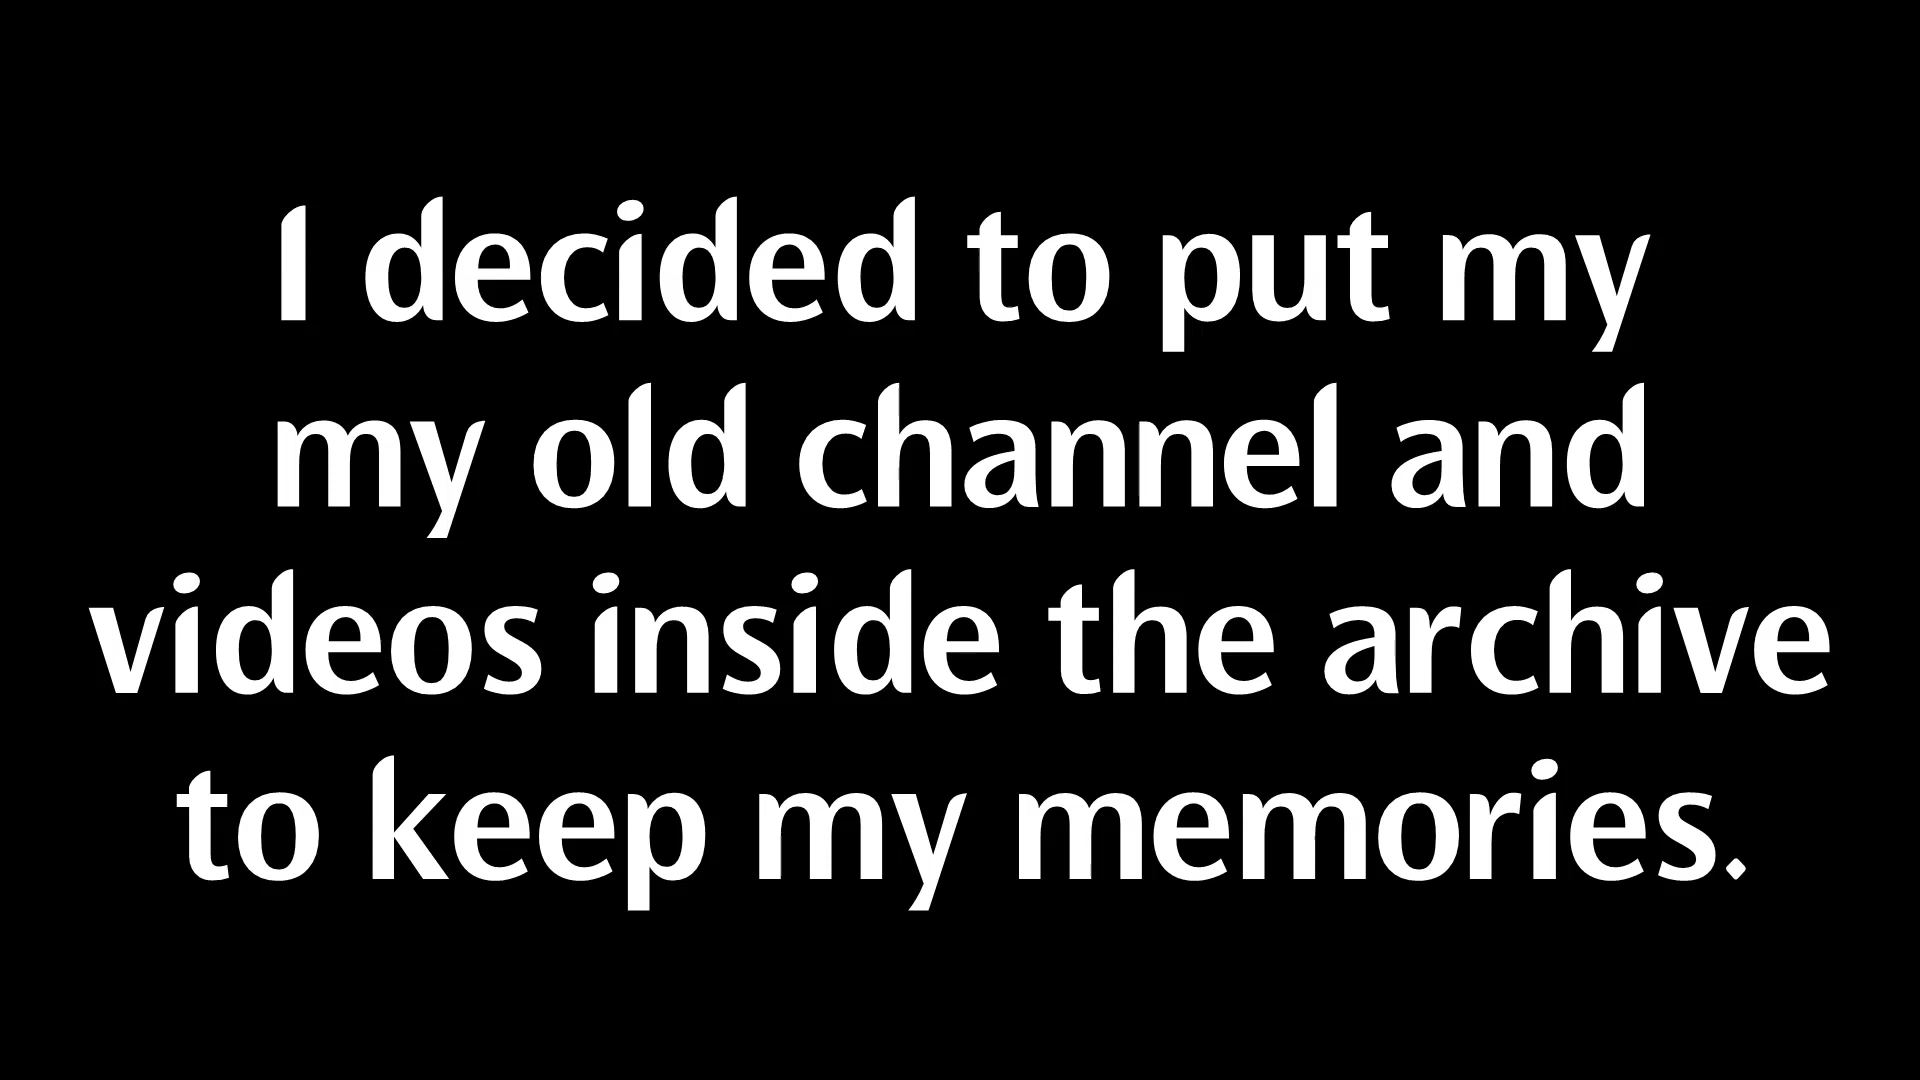 I decided to put my
my old channel and
videos inside the archive
to keep my memories.